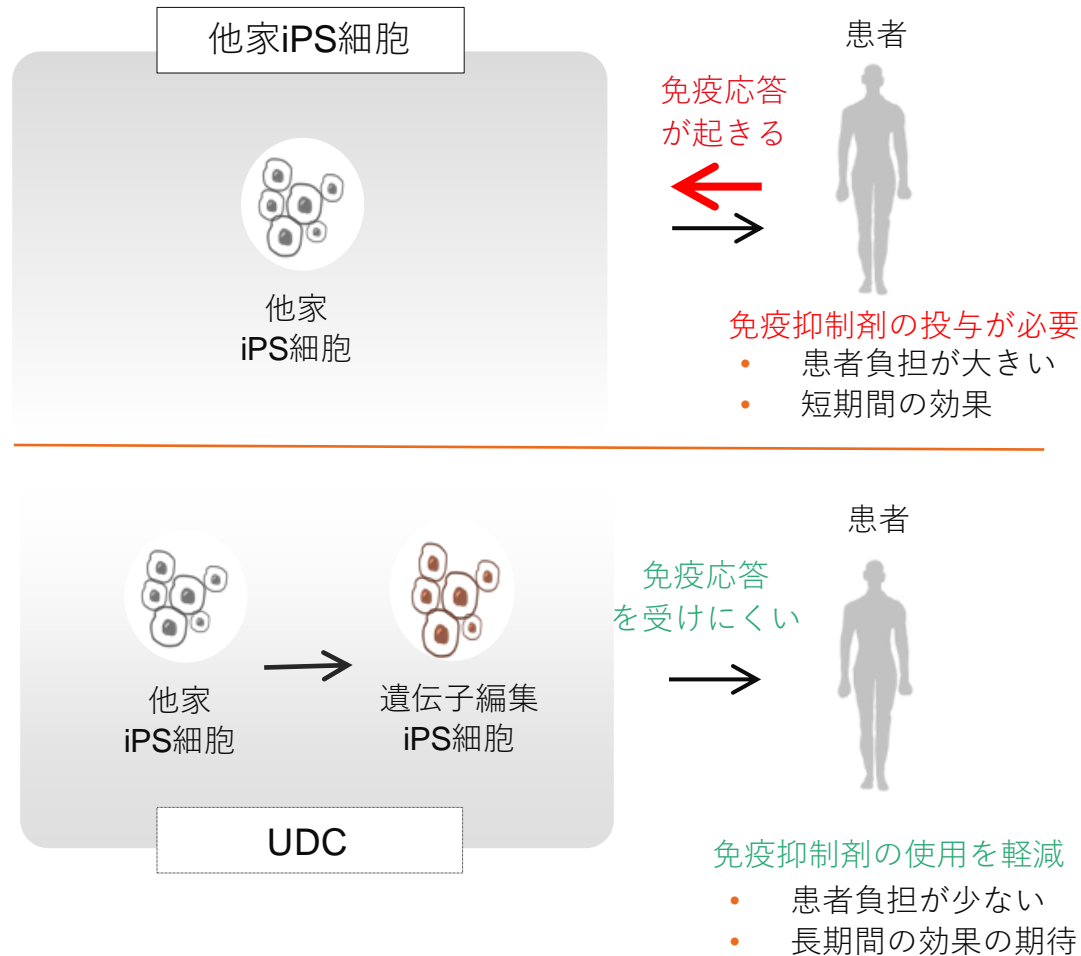 他家iPS細胞
患者
免疫応答
が起きる
他家
iPS細胞
免疫抑制剤の投与が必要
• 患者負担が大きい
• 短期間の効果
患者
免疫応答
を受けにくい
他家
iPS細胞
遺伝子編集
iPS細胞
UDC
免疫抑制剤の使用を軽減
• 患者負担が少ない
• 長期間の効果の期待